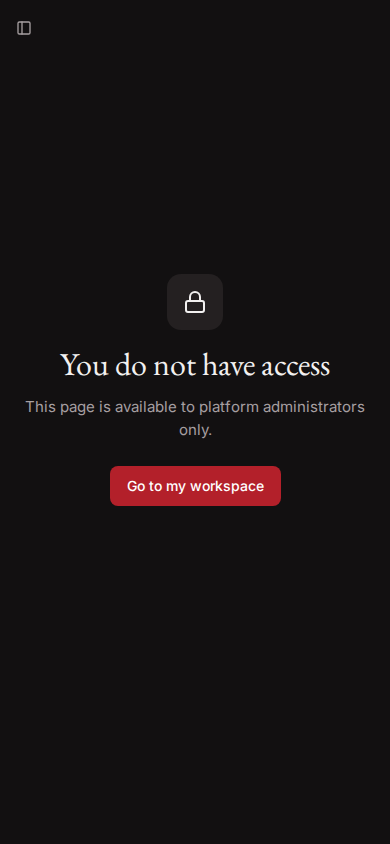 You do not have access
This page is available to platform administrators
only.
Go to my workspace